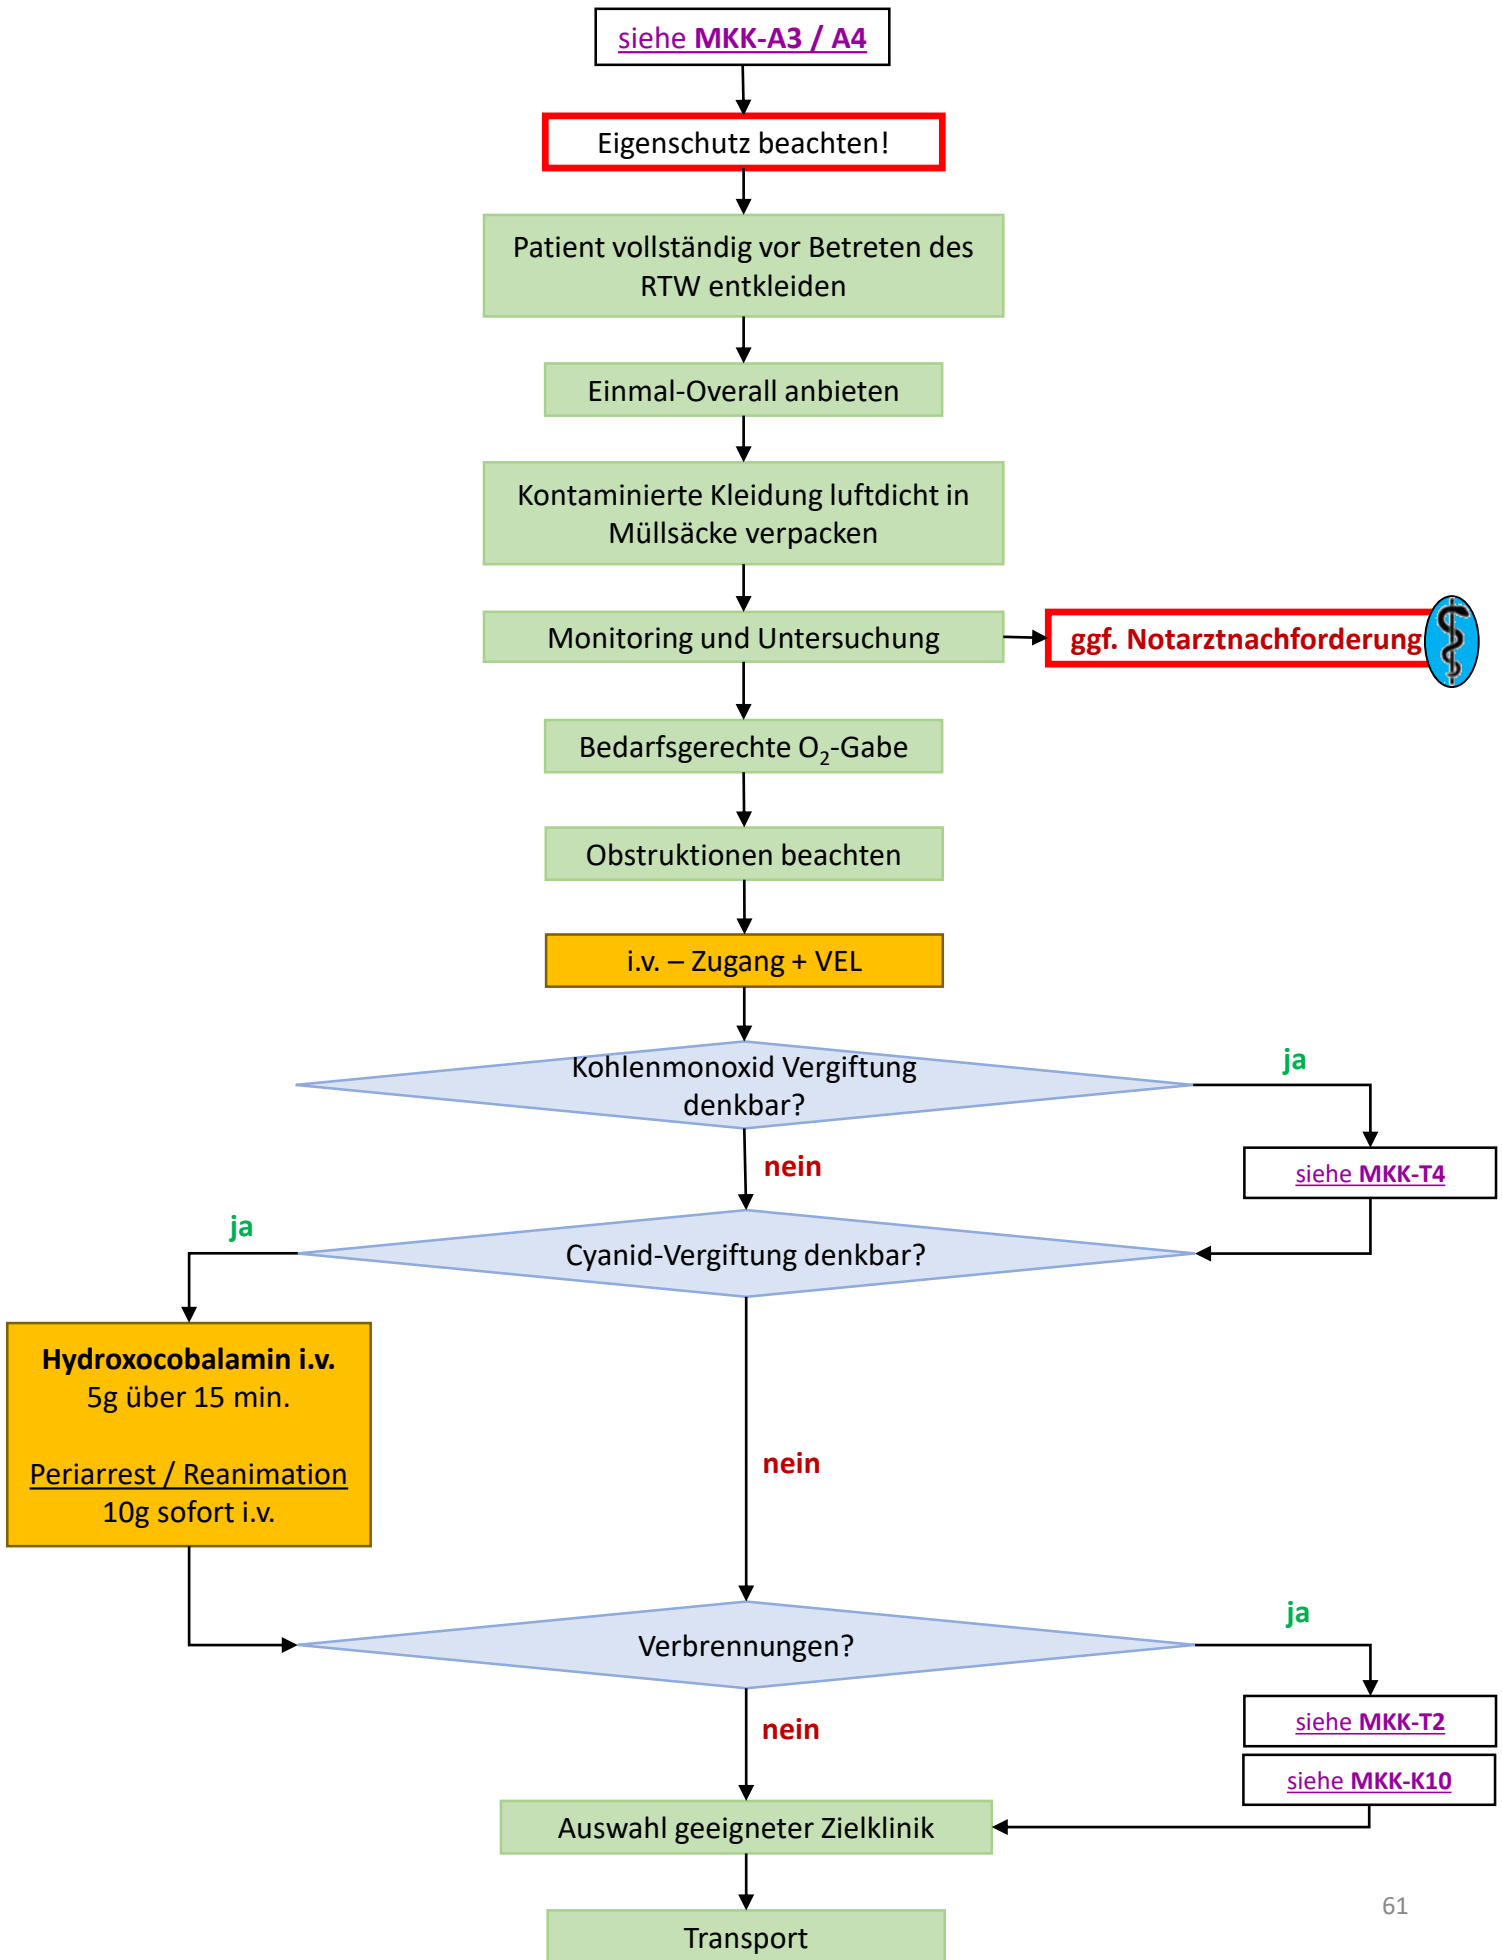 siehe MKK-A3 / A4
Eigenschutz beachten!
Patient vollständig vor Betreten des
RTW entkleiden
Einmal-Overall anbieten
Kontaminierte Kleidung luftdicht in
Müllsäcke verpacken
Monitoring und Untersuchung
ggf. Notarztnachforderung
Bedarfsgerechte O₂-Gabe
Obstruktionen beachten
i.v. – Zugang + VEL
Kohlenmonoxid Vergiftung
denkbar?
ja
nein
siehe MKK-T4
ja
Cyanid-Vergiftung denkbar?
Hydroxocobalamin i.v.
5g über 15 min.
Periarrest / Reanimation
10g sofort i.v.
nein
Verbrennungen?
ja
nein
siehe MKK-T2
siehe MKK-K10
Auswahl geeigneter Zielklinik
Transport
61